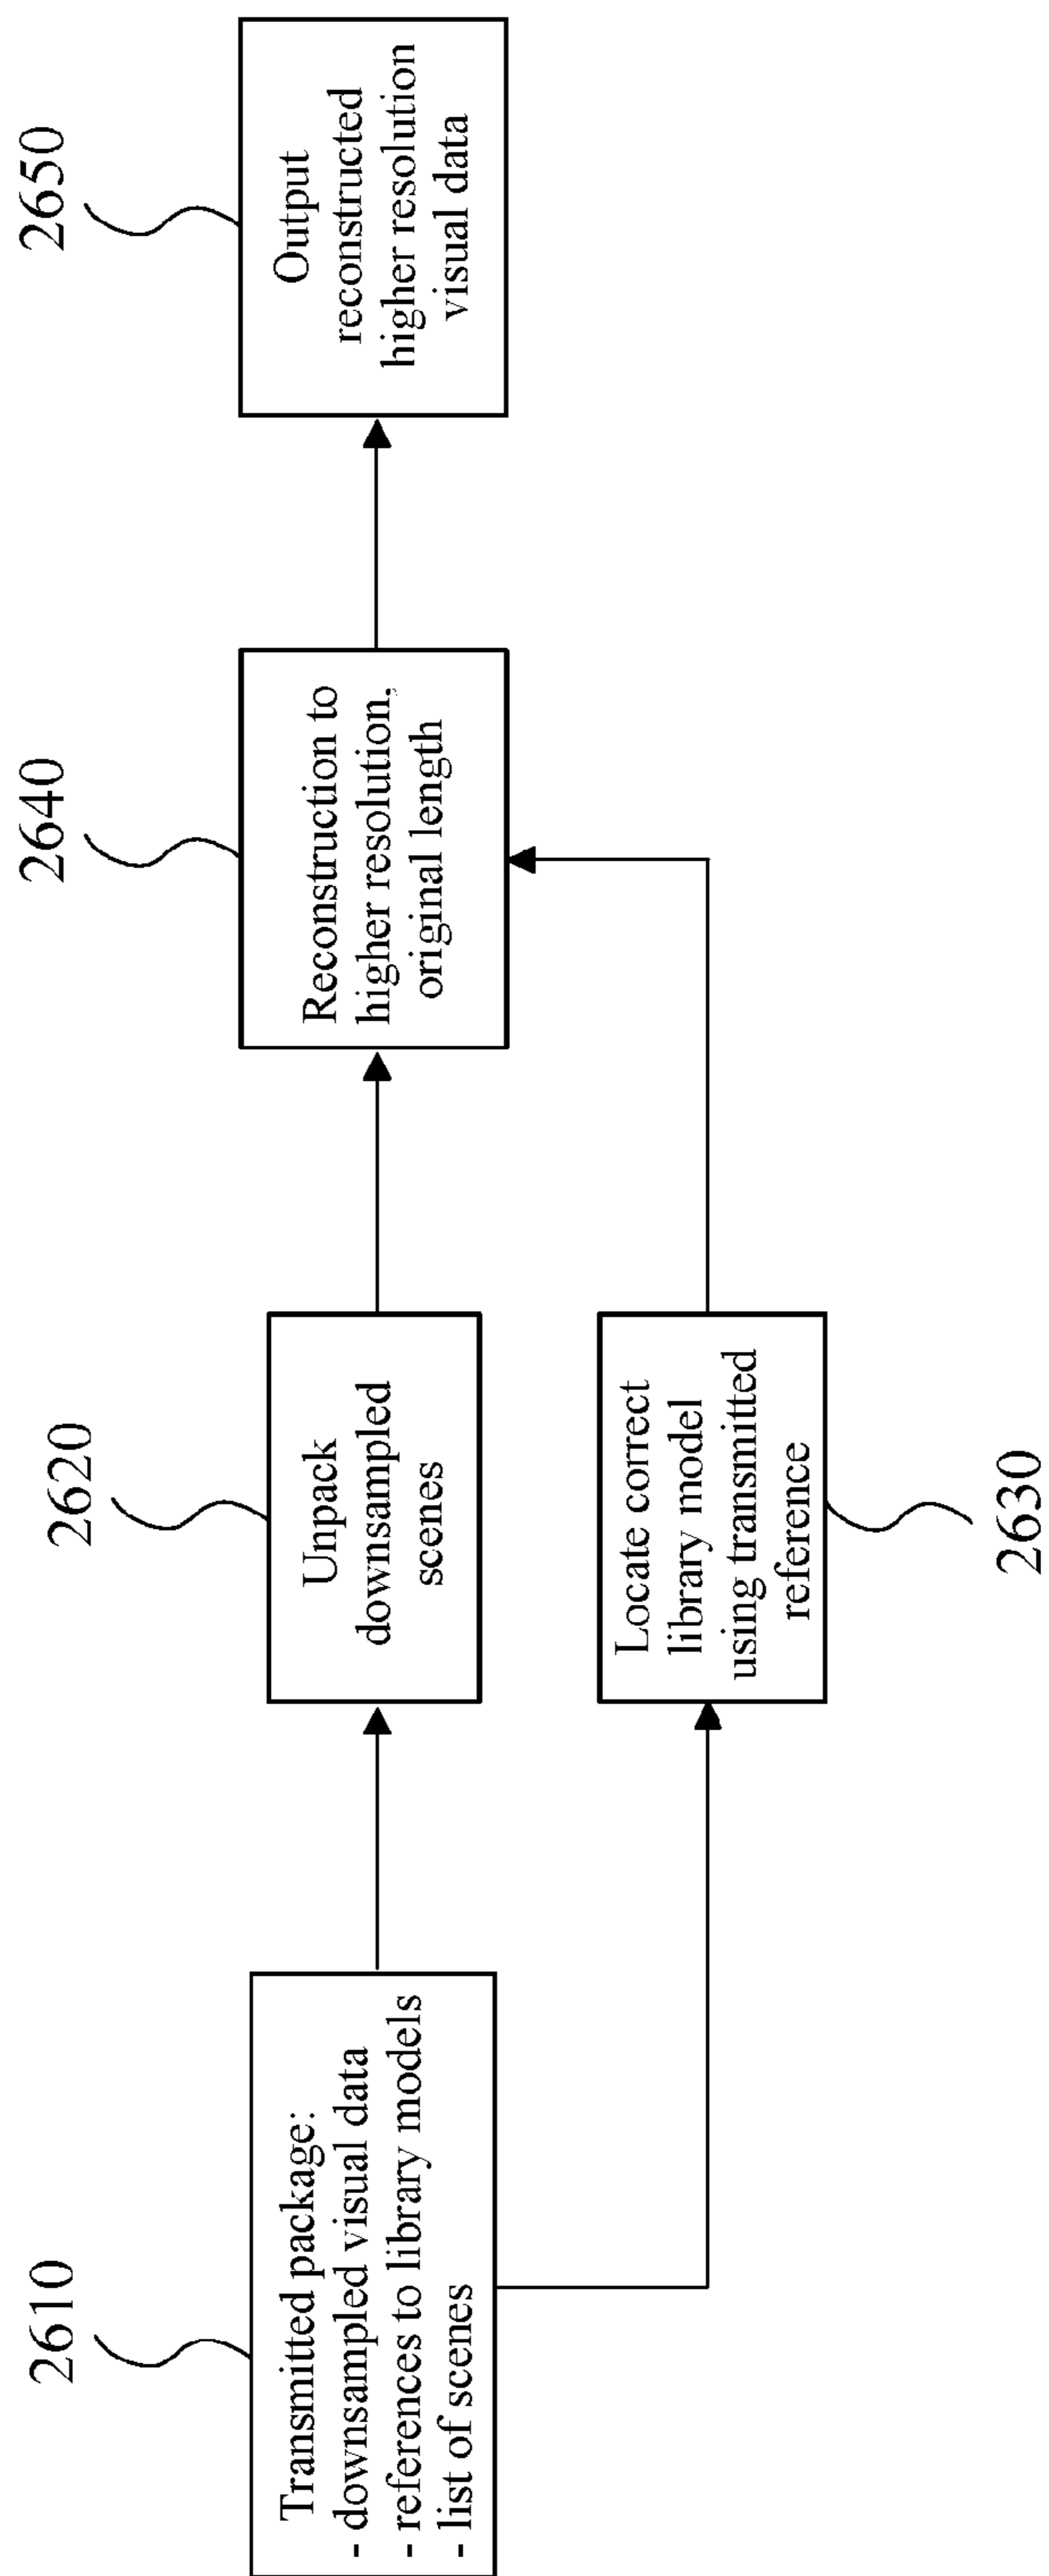 2610
Transmitted package:
- downsampled visual data
- references to library models
- list of scenes
2620
Unpack
downsampled
scenes
Locate correct
library model
using transmitted
reference
2630
2640
Reconstruction to
higher resolution,
original length
2650
Output
reconstructed
higher resolution
visual data